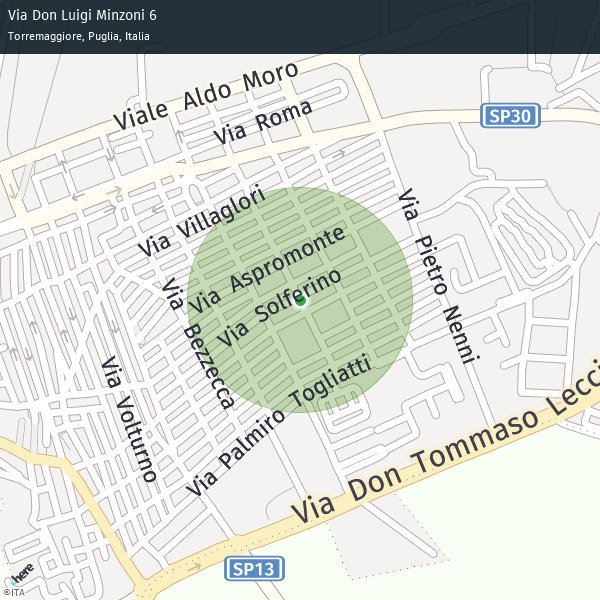 Via Don Luigi Minzoni 6
Torremaggiore, Puglia, Italia
Viale Aldo Moro
Via Roma
SP30
Via Villaglori
Via Pietro Nenni
Via Aspromonte
Via Solferino
Via Bezzecca
Via Volturno
Via Palmiro Togliatti
Via Don Tommaso Lecci
SP13
here
©ITA